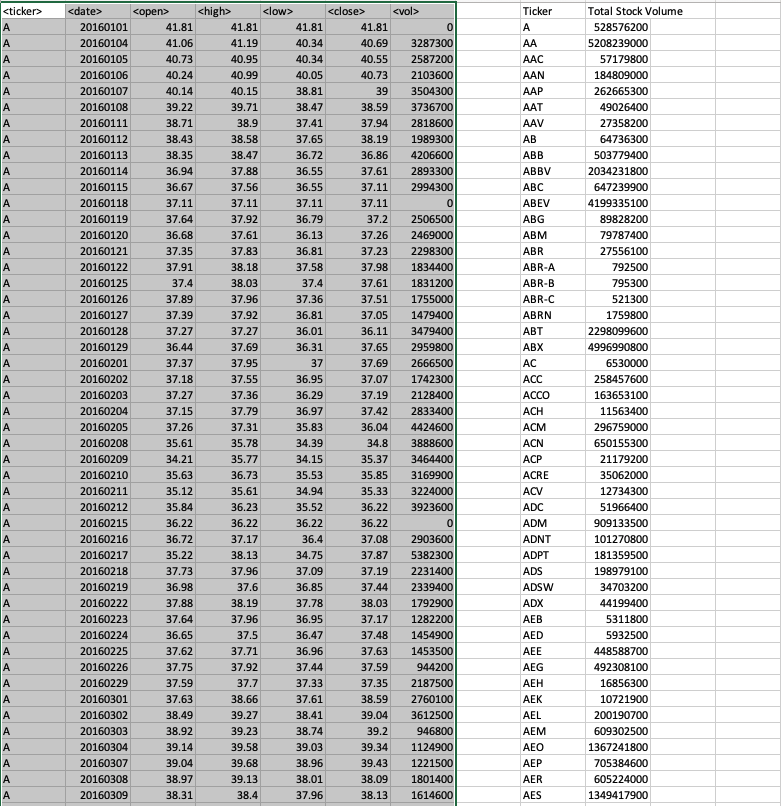 <ticker> <date> <open> <high> <low> <close> <vol> Ticker Total Stock Volume
A 20160101 41.81 41.81 41.81 41.81 0 A 528576200
A 20160104 41.06 41.19 40.34 40.69 3287300 AA 5208239000
A 20160105 40.73 40.95 40.34 40.55 2587200 AAC 57179800
A 20160106 40.24 40.99 40.05 40.73 2103600 AAN 184809000
A 20160107 40.14 40.15 38.81 39 3504300 AAP 262665300
A 20160108 39.22 39.71 38.47 38.59 3736700 AAT 49026400
A 20160111 38.71 38.9 37.41 37.94 2818600 AAV 27358200
A 20160112 38.43 38.58 37.65 38.19 1989300 AB 64736300
A 20160113 38.35 38.47 36.72 36.86 4206600 ABB 503779400
A 20160114 36.94 37.88 36.55 37.61 2893300 ABBV 2034231800
A 20160115 36.67 37.56 36.55 37.11 2994300 ABC 647239900
A 20160118 37.11 37.11 37.11 37.11 0 ABEV 4199335100
A 20160119 37.64 37.92 36.79 37.2 2506500 ABG 89828200
A 20160120 36.68 37.61 36.13 37.26 2469000 ABM 79787400
A 20160121 37.35 37.83 36.81 37.23 2298300 ABR 27556100
A 20160122 37.91 38.18 37.58 37.98 1834400 ABR-A 792500
A 20160125 37.4 38.03 37.4 37.61 1831200 ABR-B 795300
A 20160126 37.89 37.96 37.36 37.51 1755000 ABR-C 521300
A 20160127 37.39 37.92 36.81 37.05 1479400 ABRN 1759800
A 20160128 37.27 37.27 36.01 36.11 3479400 ABT 2298099600
A 20160129 36.44 37.69 36.31 37.65 2959800 ABX 4996990800
A 20160201 37.37 37.95 37 37.69 2666500 AC 6530000
A 20160202 37.18 37.55 36.95 37.07 1742300 ACC 258457600
A 20160203 37.27 37.36 36.29 37.19 2128400 ACCO 163653100
A 20160204 37.15 37.79 36.97 37.42 2833400 ACH 11563400
A 20160205 37.26 37.31 35.83 36.04 4424600 ACM 296759000
A 20160208 35.61 35.78 34.39 34.8 3888600 ACN 650155300
A 20160209 34.21 35.77 34.15 35.37 3464400 ACP 21179200
A 20160210 35.63 36.73 35.53 35.85 3169900 ACRE 35062000
A 20160211 35.12 35.61 34.94 35.33 3224000 ACV 12734300
A 20160212 35.84 36.23 35.52 36.22 3923600 ADC 51966400
A 20160215 36.22 36.22 36.22 36.22 0 ADM 909133500
A 20160216 36.72 37.17 36.4 37.08 2903600 ADNT 101270800
A 20160217 35.22 38.13 34.75 37.87 5382300 ADPT 181359500
A 20160218 37.73 37.96 37.09 37.19 2231400 ADS 198979100
A 20160219 36.98 37.6 36.85 37.44 2339400 ADSW 34703200
A 20160222 37.88 38.19 37.78 38.03 1792900 ADX 44199400
A 20160223 37.64 37.96 36.95 37.17 1282200 AEB 5311800
A 20160224 36.65 37.5 36.47 37.48 1454900 AED 5932500
A 20160225 37.62 37.71 36.96 37.63 1453500 AEE 448588700
A 20160226 37.75 37.92 37.44 37.59 944200 AEG 492308100
A 20160229 37.59 37.7 37.33 37.35 2187500 AEH 16856300
A 20160301 37.63 38.66 37.61 38.59 2760100 AEK 10721900
A 20160302 38.49 39.27 38.41 39.04 3612500 AEL 200190700
A 20160303 38.92 39.23 38.74 39.2 946800 AEM 609302500
A 20160304 39.14 39.58 39.03 39.34 1124900 AEO 1367241800
A 20160307 39.04 39.68 38.96 39.43 1221500 AEP 705384600
A 20160308 38.97 39.13 38.01 38.09 1801400 AER 605224000
A 20160309 38.31 38.4 37.96 38.13 1614600 AES 1349417900